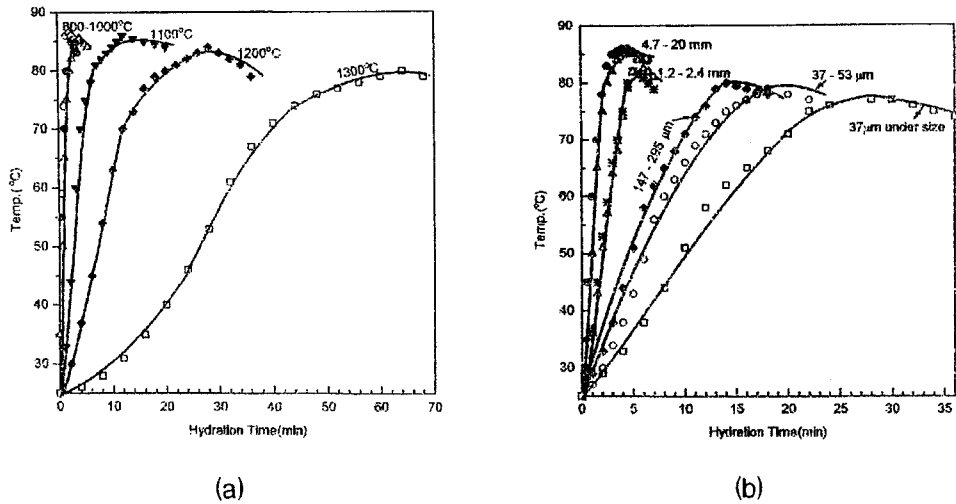 90
80
70
60
50
40
30
Temp.(°C)
800-1000°C
1100°C
1200°C
1300°C
0 10 20 30 40 50 60 70
Hydration Time(min)
(a)
90
80
70
60
50
40
30
Temp.(°C)
4.7 - 20 mm
1.2 - 2.4 mm
147 - 295 μm
37 - 53 μm
37μm under size
0 5 10 15 20 25 30 35
Hydration Time(min)
(b)